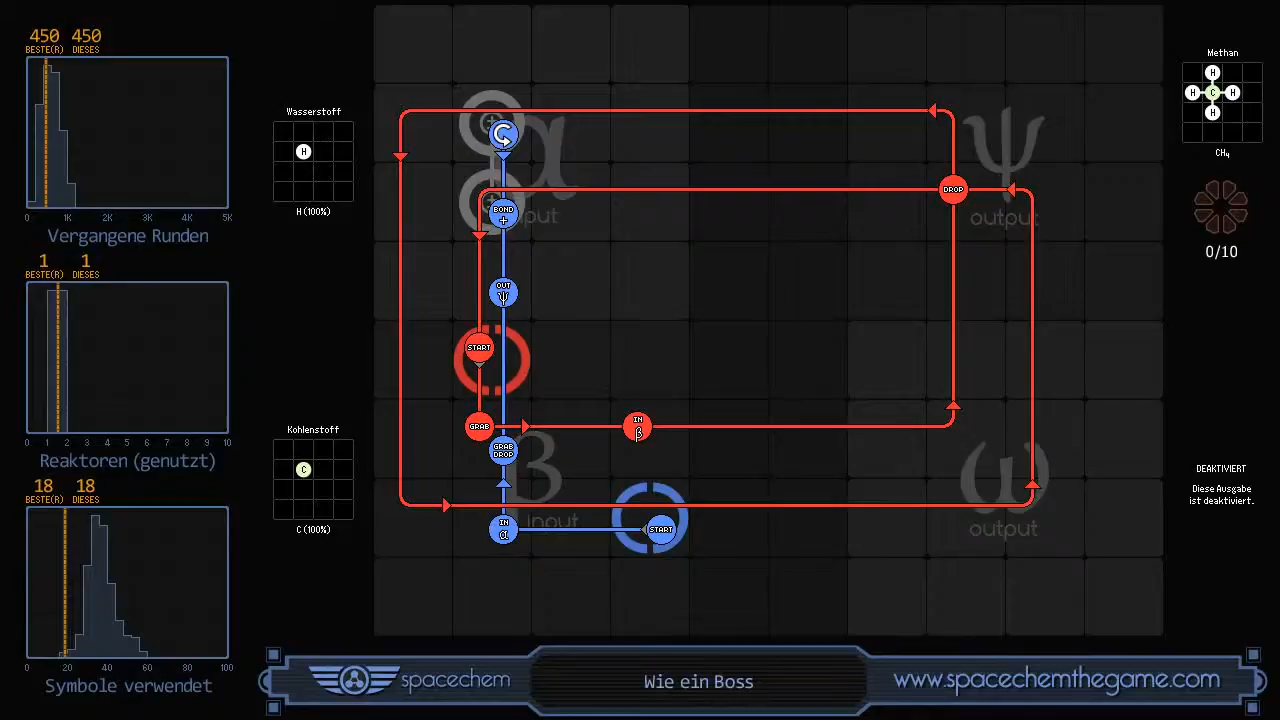 450 450
BESTE(R) DIESES
0 1K 2K 3K 4K 5K
Vergangene Runden
1 1
BESTE(R) DIESES
0 1 2 3 4 5 6 7 8 9 10
Reaktoren (genutzt)
18 18
BESTE(R) DIESES
0 20 40 60 80 100
Symbole verwendet
Wasserstoff
H
H (100%)
Kohlenstoff
C
C (100%)
α
input
BOND
+
OUT
ψ
START
GRAB
IN
β
GRAB
DROP
β
input
IN
α
START
DROP
ψ
output
ω
output
Methan
H
H C H
H
CH₄
0/10
DEAKTIVIERT
Diese Ausgabe
ist deaktiviert.
spacechem
Wie ein Boss
www.spacechemthegame.com